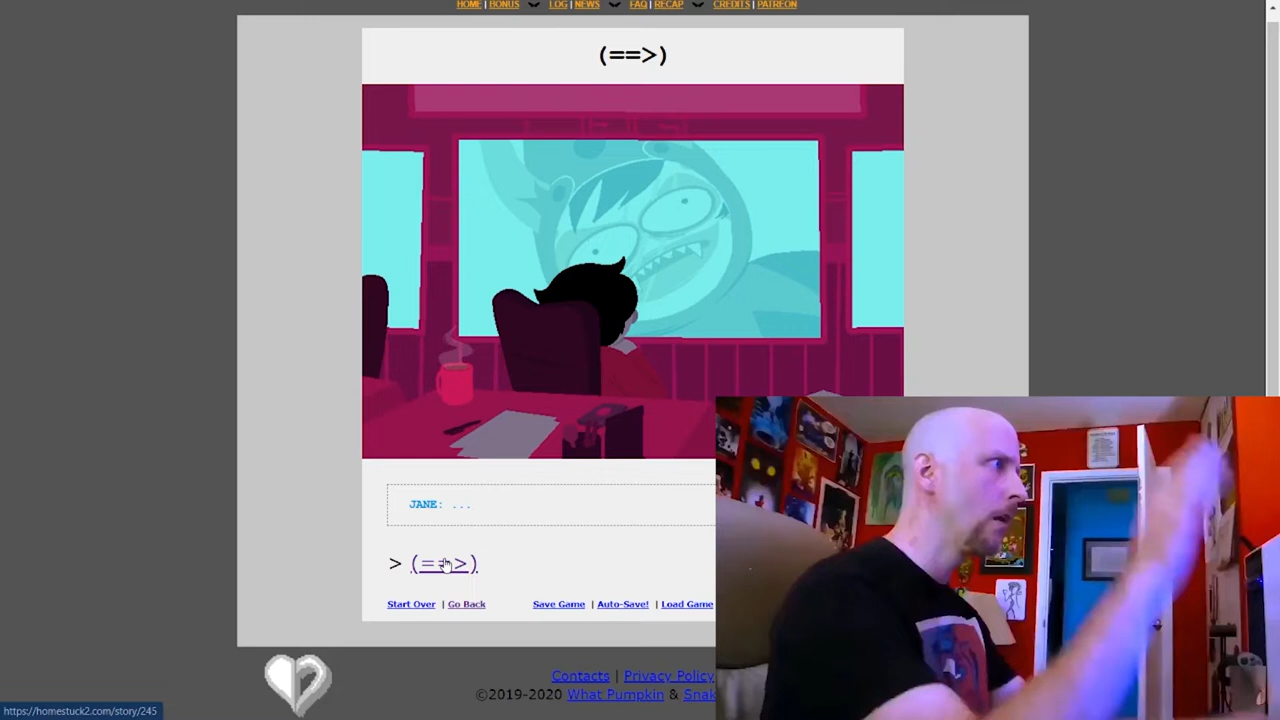 HOME | BONUS LOG | NEWS FAQ | RECAP CREDITS | PATREON
(==>)
JANE: ...
> (==>)
Start Over | Go Back Save Game | Auto-Save! | Load Game
Contacts | Privacy Policy
©2019-2020 What Pumpkin & Snak
https://homestuck2.com/story/245